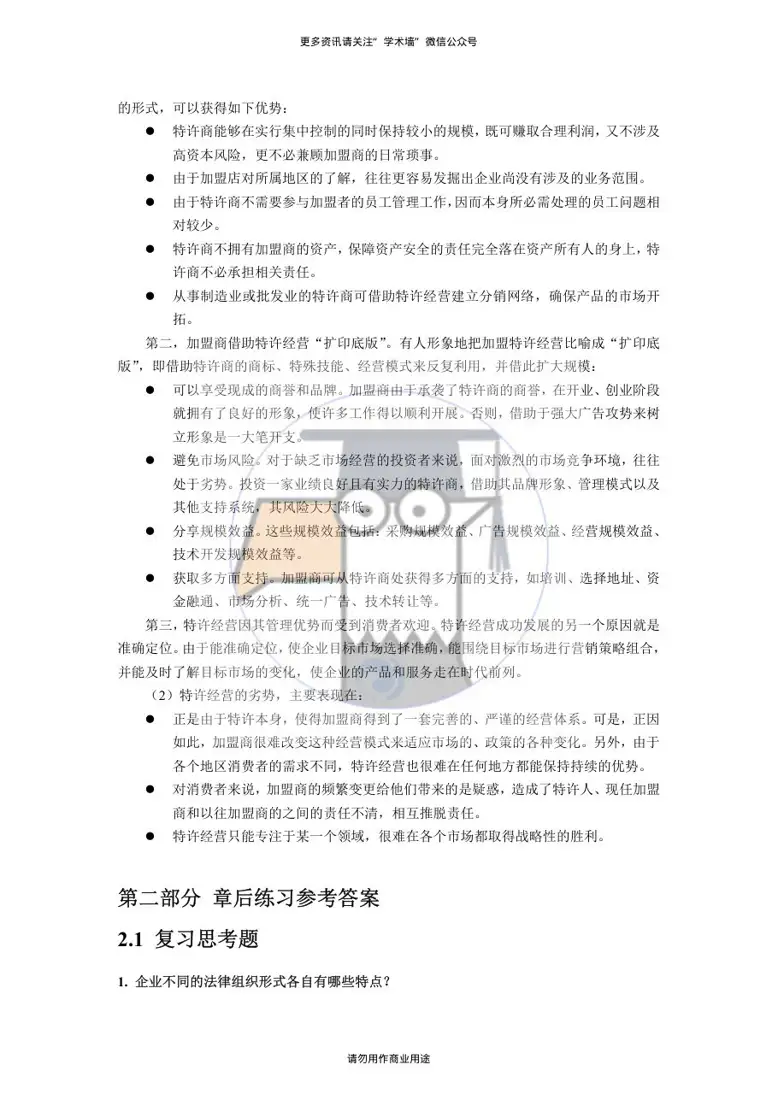 更多资讯请关注“学术墙”微信公众号
的形式，可以获得如下优势：
● 特许商能够在实行集中控制的同时保持较小的规模，既可赚取合理利润，又不涉及
高资本风险，更不必兼顾加盟商的日常琐事。
● 由于加盟店对所属地区的了解，往往更容易发掘出企业尚没有涉及的业务范围。
● 由于特许商不需要参与加盟者的员工管理工作，因而本身所必需处理的员工问题相
对较少。
● 特许商不拥有加盟商的资产，保障资产安全的责任完全落在资产所有人的身上，特
许商不必承担相关责任。
● 从事制造业或批发业的特许商可借助特许经营建立分销网络，确保产品的市场开
拓。
第二，加盟商借助特许经营“扩印底版”。有人形象地把加盟特许经营比喻成“扩印底
版”，即借助特许商的商标、特殊技能、经营模式来反复利用，并借此扩大规模：
● 可以享受现成的商誉和品牌。加盟商由于承袭了特许商的商誉，在开业、创业阶段
就拥有了良好的形象，使许多工作得以顺利开展。否则，借助于强大广告攻势来树
立形象是一大笔开支。
● 避免市场风险。对于缺乏市场经营的投资者来说，面对激烈的市场竞争环境，往往
处于劣势。投资一家业绩良好且有实力的特许商，借助其品牌形象、管理模式以及
其他支持系统，其风险大大降低。
● 分享规模效益。这些规模效益包括：采购规模效益、广告规模效益、经营规模效益、
技术开发规模效益等。
● 获取多方面支持。加盟商可从特许商处获得多方面的支持，如培训、选择地址、资
金融通、市场分析、统一广告、技术转让等。
第三，特许经营因其管理优势而受到消费者欢迎。特许经营成功发展的另一个原因就是
准确定位。由于能准确定位，使企业目标市场选择准确，能围绕目标市场进行营销策略组合，
并能及时了解目标市场的变化，使企业的产品和服务走在时代前列。
（2）特许经营的劣势，主要表现在：
● 正是由于特许本身，使得加盟商得到了一套完善的、严谨的经营体系。可是，正因
如此，加盟商很难改变这种经营模式来适应市场的、政策的各种变化。另外，由于
各个地区消费者的需求不同，特许经营也很难在任何地方都能保持持续的优势。
● 对消费者来说，加盟商的频繁变更给他们带来的是疑惑，造成了特许人、现任加盟
商和以往加盟商的之间的责任不清，相互推脱责任。
● 特许经营只能专注于某一个领域，很难在各个市场都取得战略性的胜利。
第二部分 章后练习参考答案
2.1 复习思考题
1. 企业不同的法律组织形式各自有哪些特点？
请勿用作商业用途